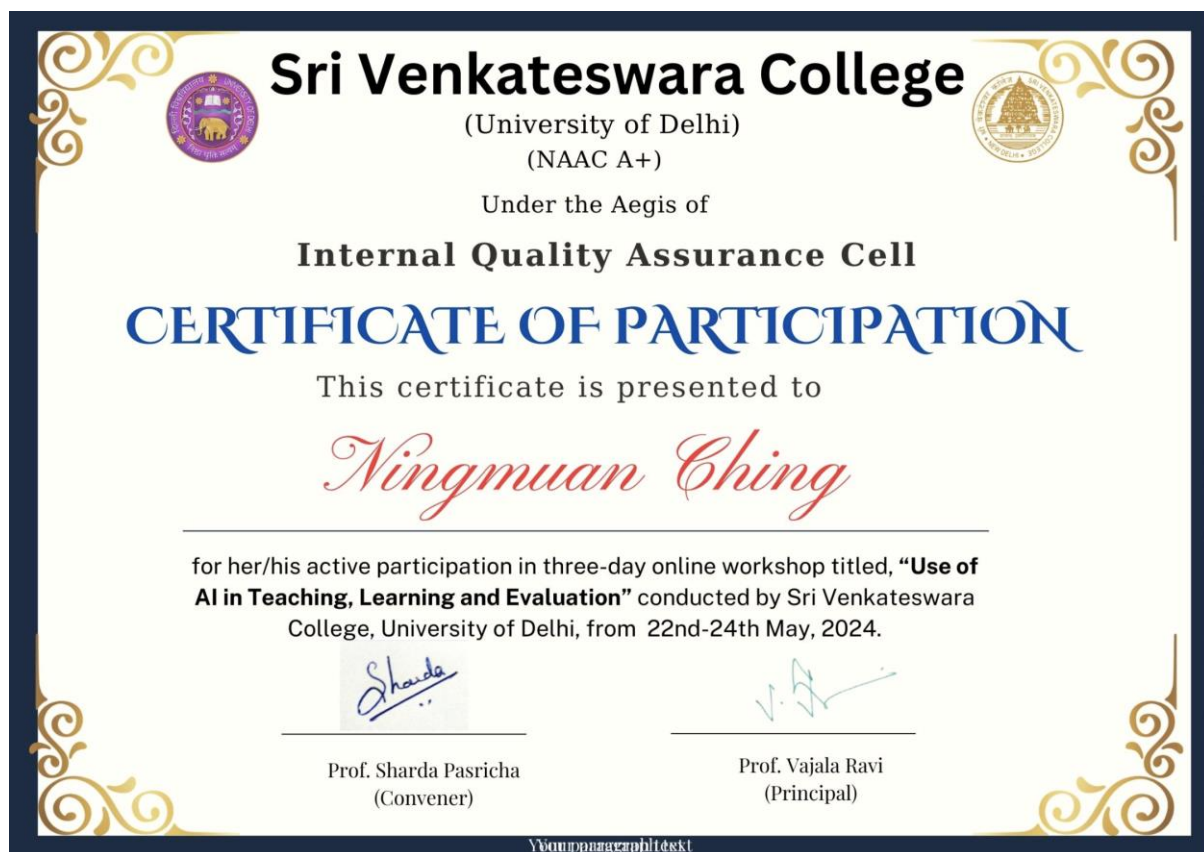 Sri Venkateswara College
(University of Delhi)
(NAAC A+)
Under the Aegis of
Internal Quality Assurance Cell
CERTIFICATE OF PARTICIPATION
This certificate is presented to
Ningmuan Ching
for her/his active participation in three-day online workshop titled, “Use of
AI in Teaching, Learning and Evaluation” conducted by Sri Venkateswara
College, University of Delhi, from 22nd-24th May, 2024.
Sharda
Prof. Sharda Pasricha
(Convener)
Prof. Vajala Ravi
(Principal)
Your paragraph text